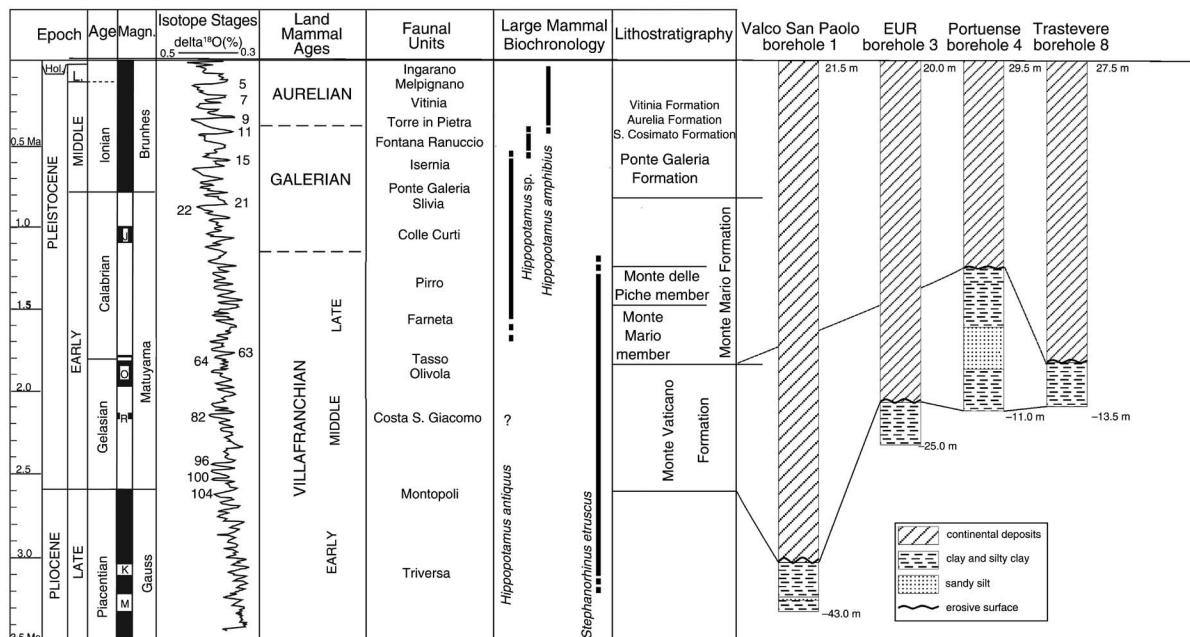 Epoch
Age
Magn.
Isotope Stages
delta¹⁸O(%)
0.5
0.3
Land
Mammal
Ages
Faunal
Units
Large Mammal
Biochronology
Lithostratigraphy
Valco San Paolo
borehole 1
EUR
borehole 3
Portuense
borehole 4
Trastevere
borehole 8
Hol.
L.
0.5 Ma
1.0
1.5
2.0
2.5
3.0
3.5 Ma
PLEISTOCENE
PLIOCENE
MIDDLE
EARLY
LATE
Ionian
Calabrian
Gelasian
Piacentian
J
O
R
K
M
Brunhes
Matuyama
Gauss
5
7
9
11
15
21
22
63
64
82
96
100
104
AURELIAN
GALERIAN
VILLAFRANCHIAN
LATE
MIDDLE
EARLY
Ingarano
Melpignano
Vitinia
Torre in Pietra
Fontana Ranuccio
Isernia
Ponte Galeria
Slivia
Colle Curti
Pirro
Farneta
Tasso
Olivola
Costa S. Giacomo
Montopoli
Triversa
?
Hippopotamus antiquus
Hippopotamus sp.
Hippopotamus amphibius
Stephanorhinus etruscus
Vitinia Formation
Aurelia Formation
S. Cosimato Formation
Ponte Galeria
Formation
Monte delle
Piche member
Monte
Mario
member
Monte Mario Formation
Monte Vaticano
Formation
21.5 m
20.0 m
29.5 m
27.5 m
–43.0 m
–25.0 m
–11.0 m
–13.5 m
continental deposits
clay and silty clay
sandy silt
erosive surface